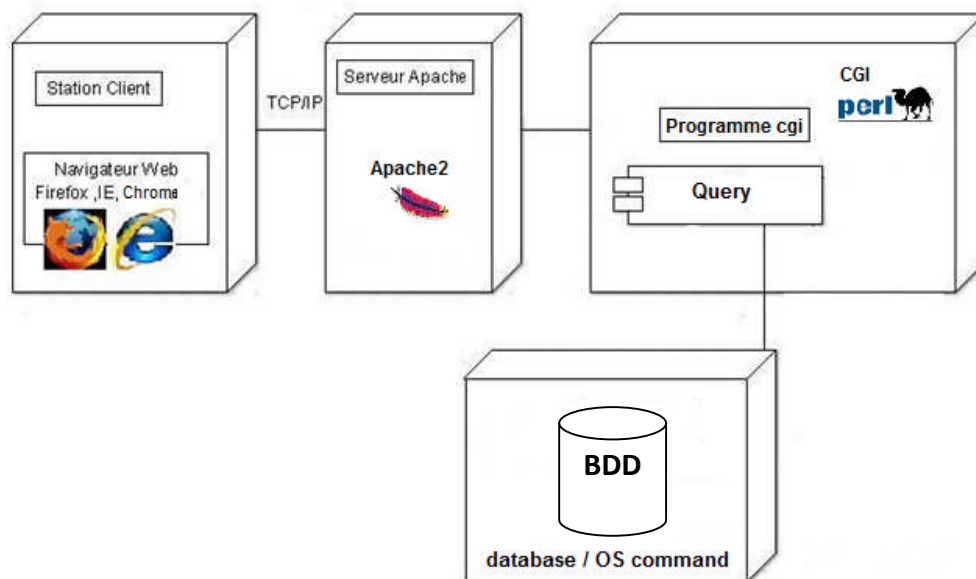 Station Client
Navigateur Web
Firefox ,IE, Chrome
TCP/IP
Serveur Apache
Apache2
CGI
perl
Programme cgi
Query
BDD
database / OS command